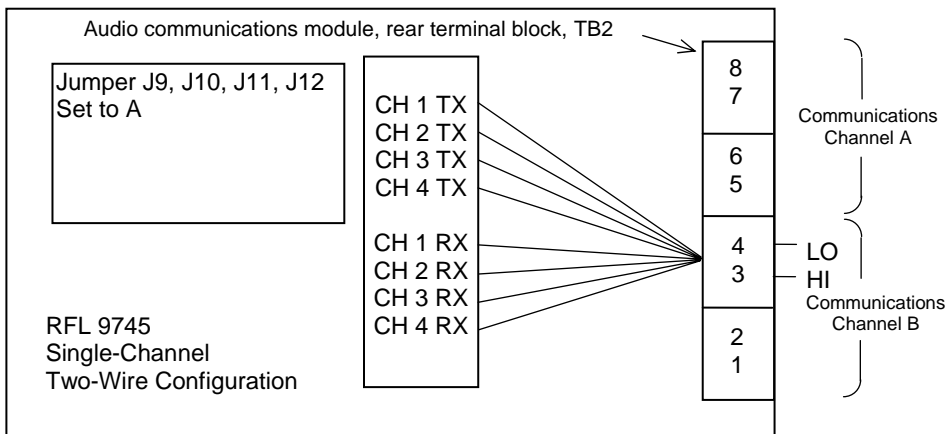 Audio communications module, rear terminal block, TB2
Jumper J9, J10, J11, J12
Set to A
CH 1 TX
CH 2 TX
CH 3 TX
CH 4 TX
CH 1 RX
CH 2 RX
CH 3 RX
CH 4 RX
RFL 9745
Single-Channel
Two-Wire Configuration
8
7
6
5
4
3
2
1
LO
HI
Communications
Channel A
Communications
Channel B